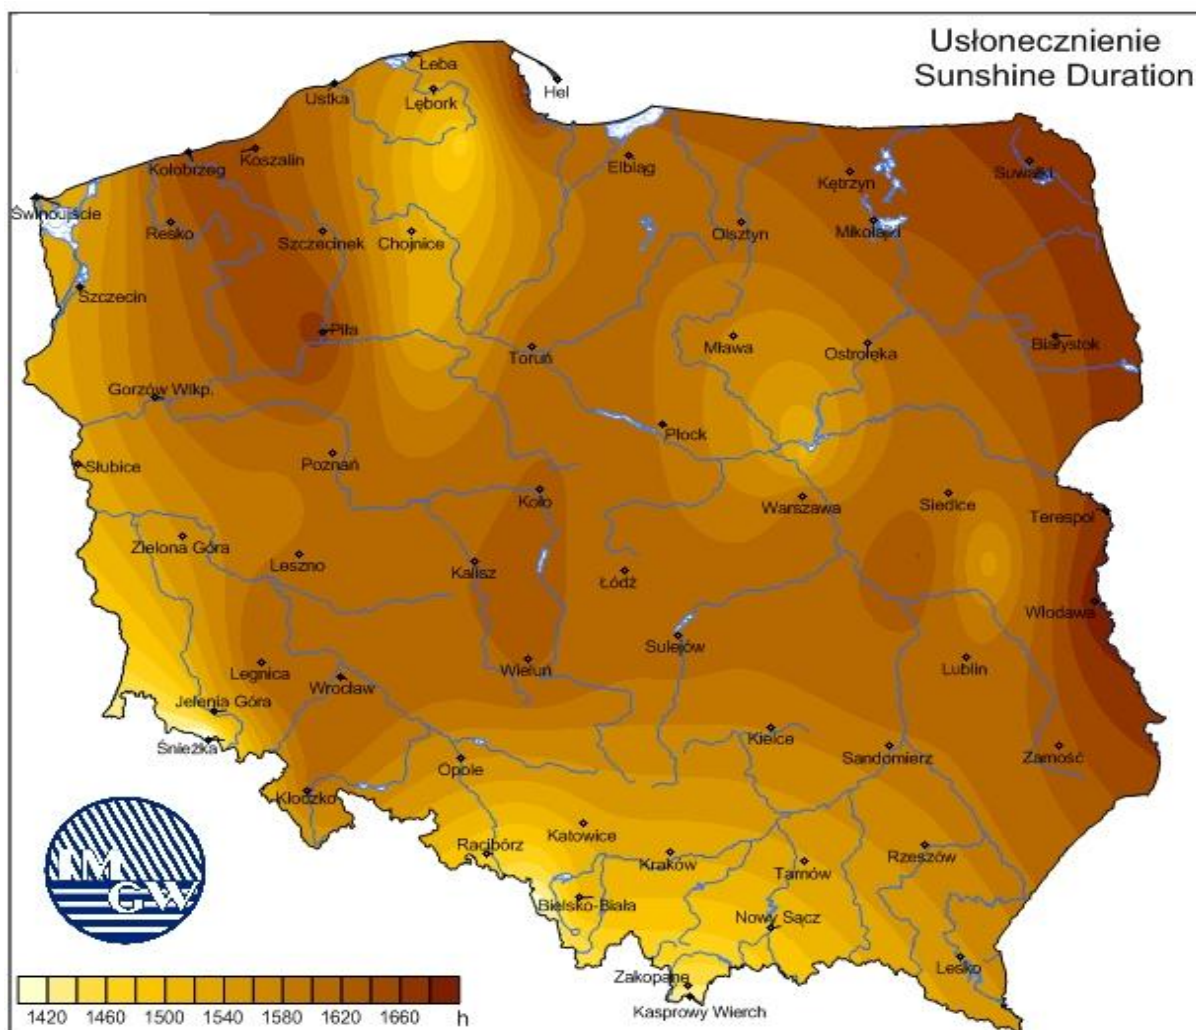 Usłonecznienie
Sunshine Duration
Łeba
Hel
Ustka
Lębork
Koszalin
Kołobrzeg
Elbląg
Suwałki
Kętrzyn
Świnoujście
Resko
Szczecinek
Chojnice
Olsztyn
Mikołajki
Szczecin
Piła
Toruń
Mława
Ostrołęka
Białystok
Gorzów Wlkp.
Płock
Słubice
Poznań
Koło
Warszawa
Siedlce
Terespol
Zielona Góra
Leszno
Kalisz
Łódź
Włodawa
Sulejów
Legnica
Wrocław
Wieluń
Lublin
Jelenia Góra
Śnieżka
Kielce
Sandomierz
Zamość
Opole
Kłodzko
Katowice
Racibórz
Kraków
Tarnów
Rzeszów
Bielsko-Biała
Nowy Sącz
Lesko
Zakopane
Kasprowy Wierch
IMGW
1420 1460 1500 1540 1580 1620 1660 h